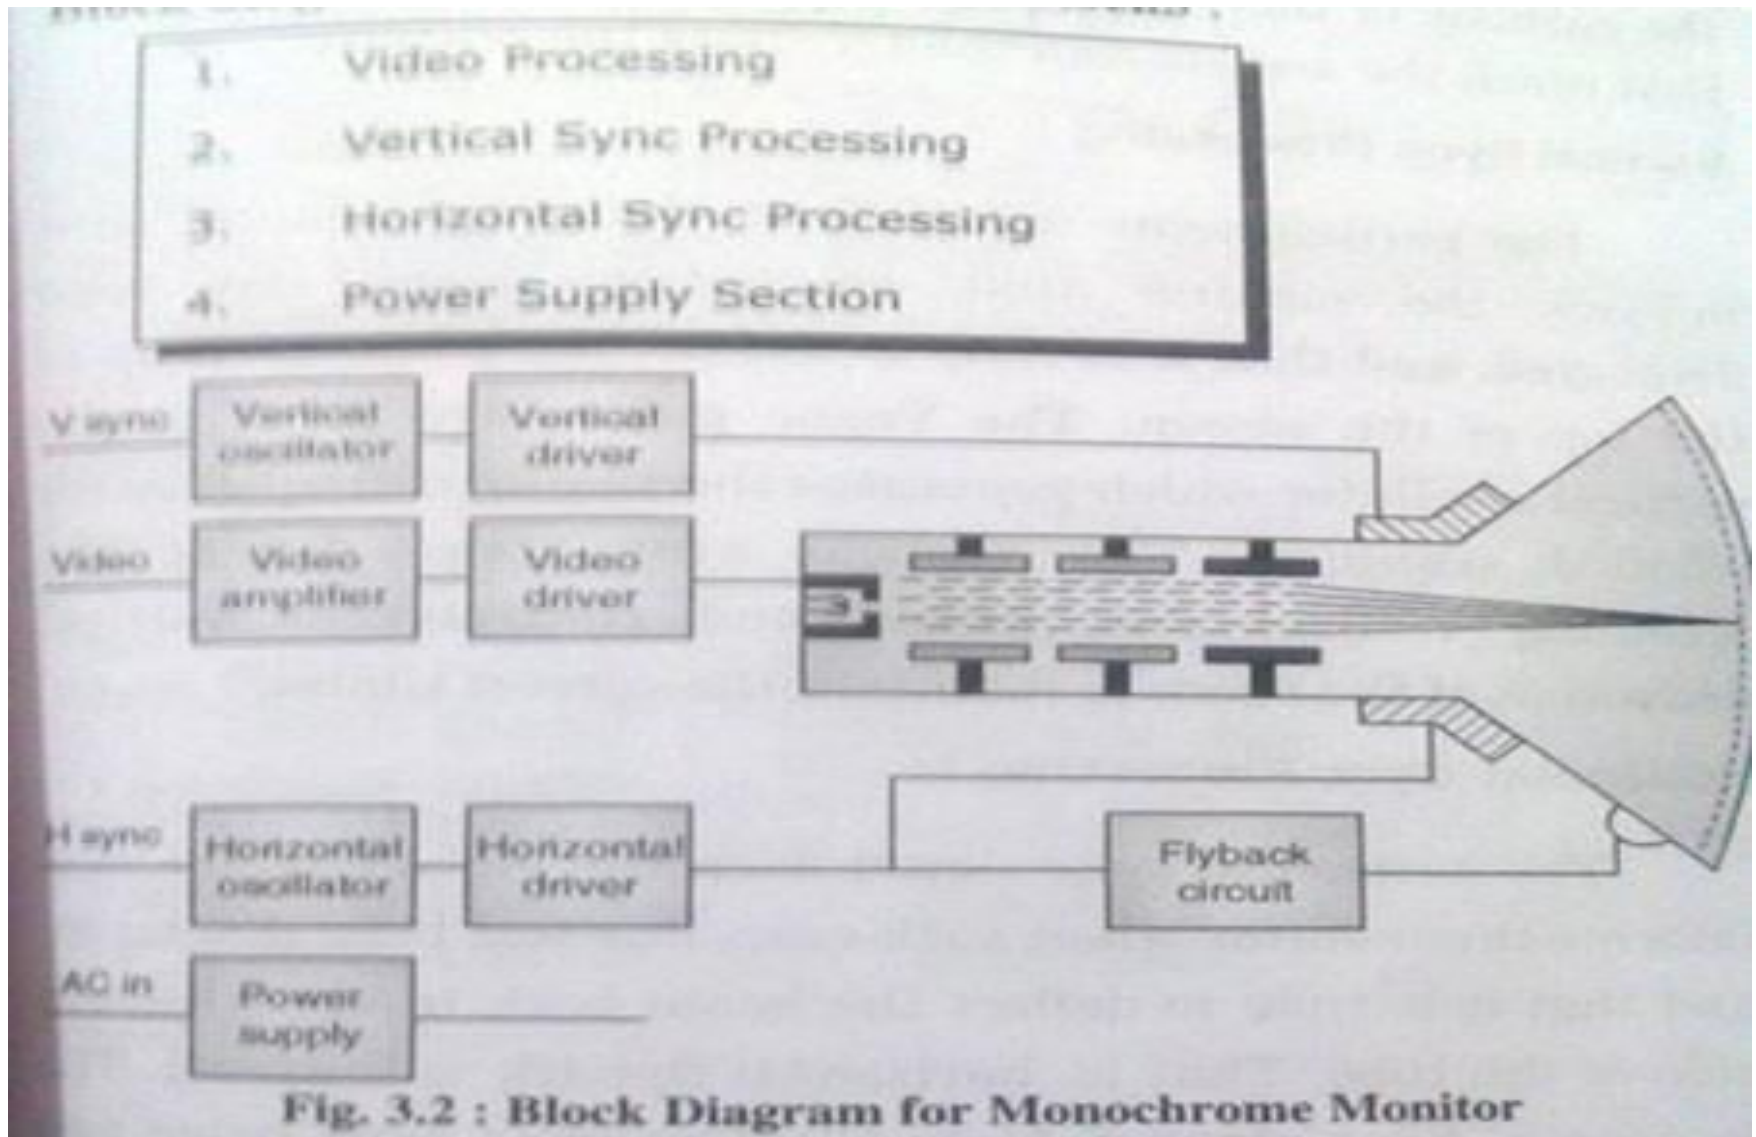 1. Video Processing
2. Vertical Sync Processing
3. Horizontal Sync Processing
4. Power Supply Section
V sync
Vertical
oscillator
Vertical
driver
Video
Video
amplifier
Video
driver
H sync
Horizontal
oscillator
Horizontal
driver
Flyback
circuit
AC in
Power
supply
Fig. 3.2 : Block Diagram for Monochrome Monitor